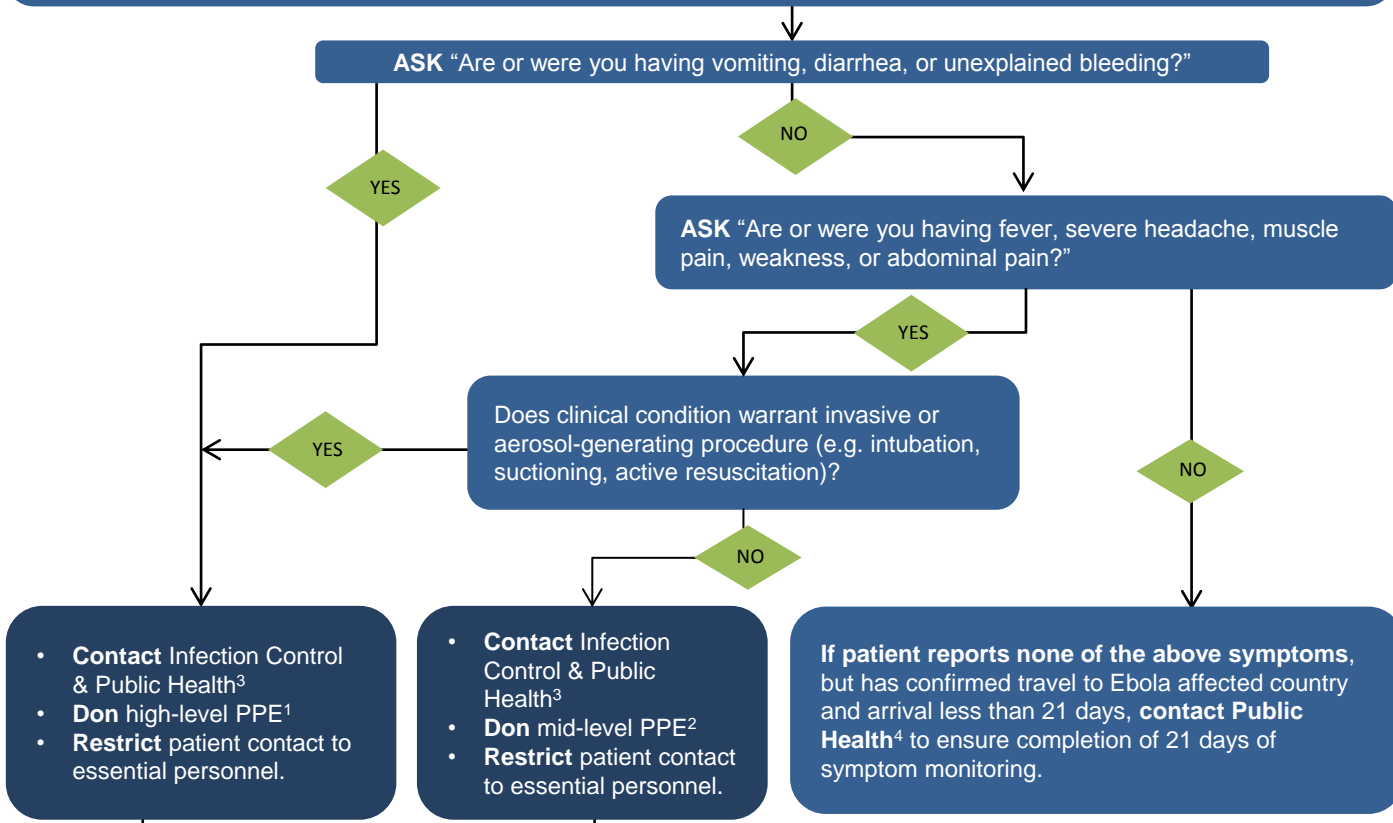 ASK “Are or were you having vomiting, diarrhea, or unexplained bleeding?”
NO
YES
ASK “Are or were you having fever, severe headache, muscle
pain, weakness, or abdominal pain?”
YES
Does clinical condition warrant invasive or
aerosol-generating procedure (e.g. intubation,
suctioning, active resuscitation)?
YES
NO
NO
• Contact Infection Control
& Public Health³
• Don high-level PPE¹
• Restrict patient contact to
essential personnel.
• Contact Infection
Control & Public
Health³
• Don mid-level PPE²
• Restrict patient contact
to essential personnel.
If patient reports none of the above symptoms,
but has confirmed travel to Ebola affected country
and arrival less than 21 days, contact Public
Health⁴ to ensure completion of 21 days of
symptom monitoring.